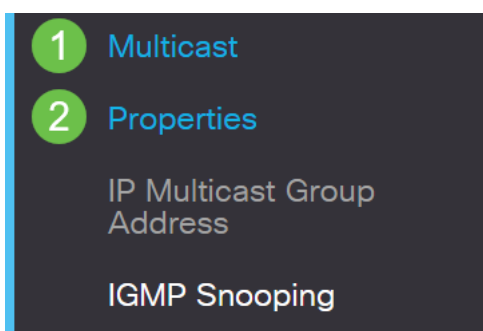 1 Multicast
2 Properties
IP Multicast Group
Address
IGMP Snooping